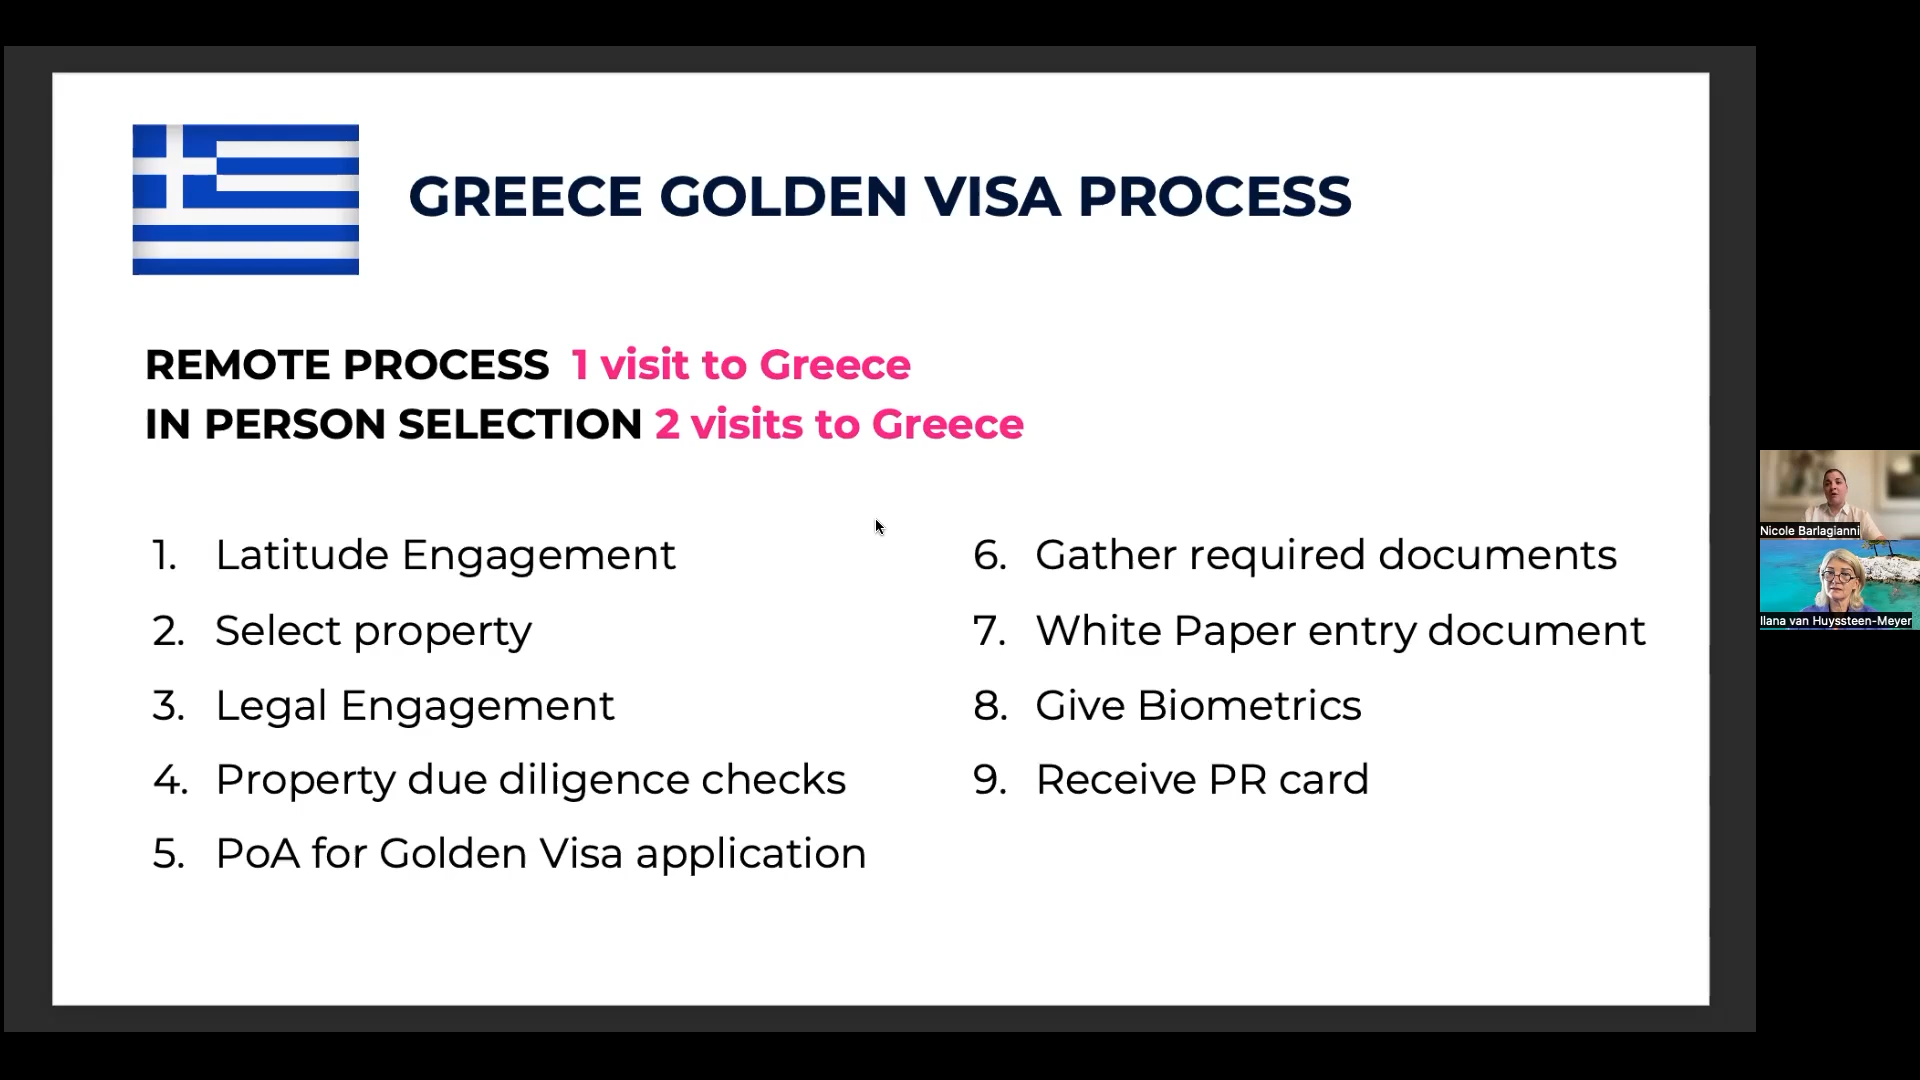 GREECE GOLDEN VISA PROCESS
REMOTE PROCESS 1 visit to Greece
IN PERSON SELECTION 2 visits to Greece
1. Latitude Engagement
2. Select property
3. Legal Engagement
4. Property due diligence checks
5. PoA for Golden Visa application
6. Gather required documents
7. White Paper entry document
8. Give Biometrics
9. Receive PR card
Nicole Barlagianni
Ilana van Huyssteen-Meyer